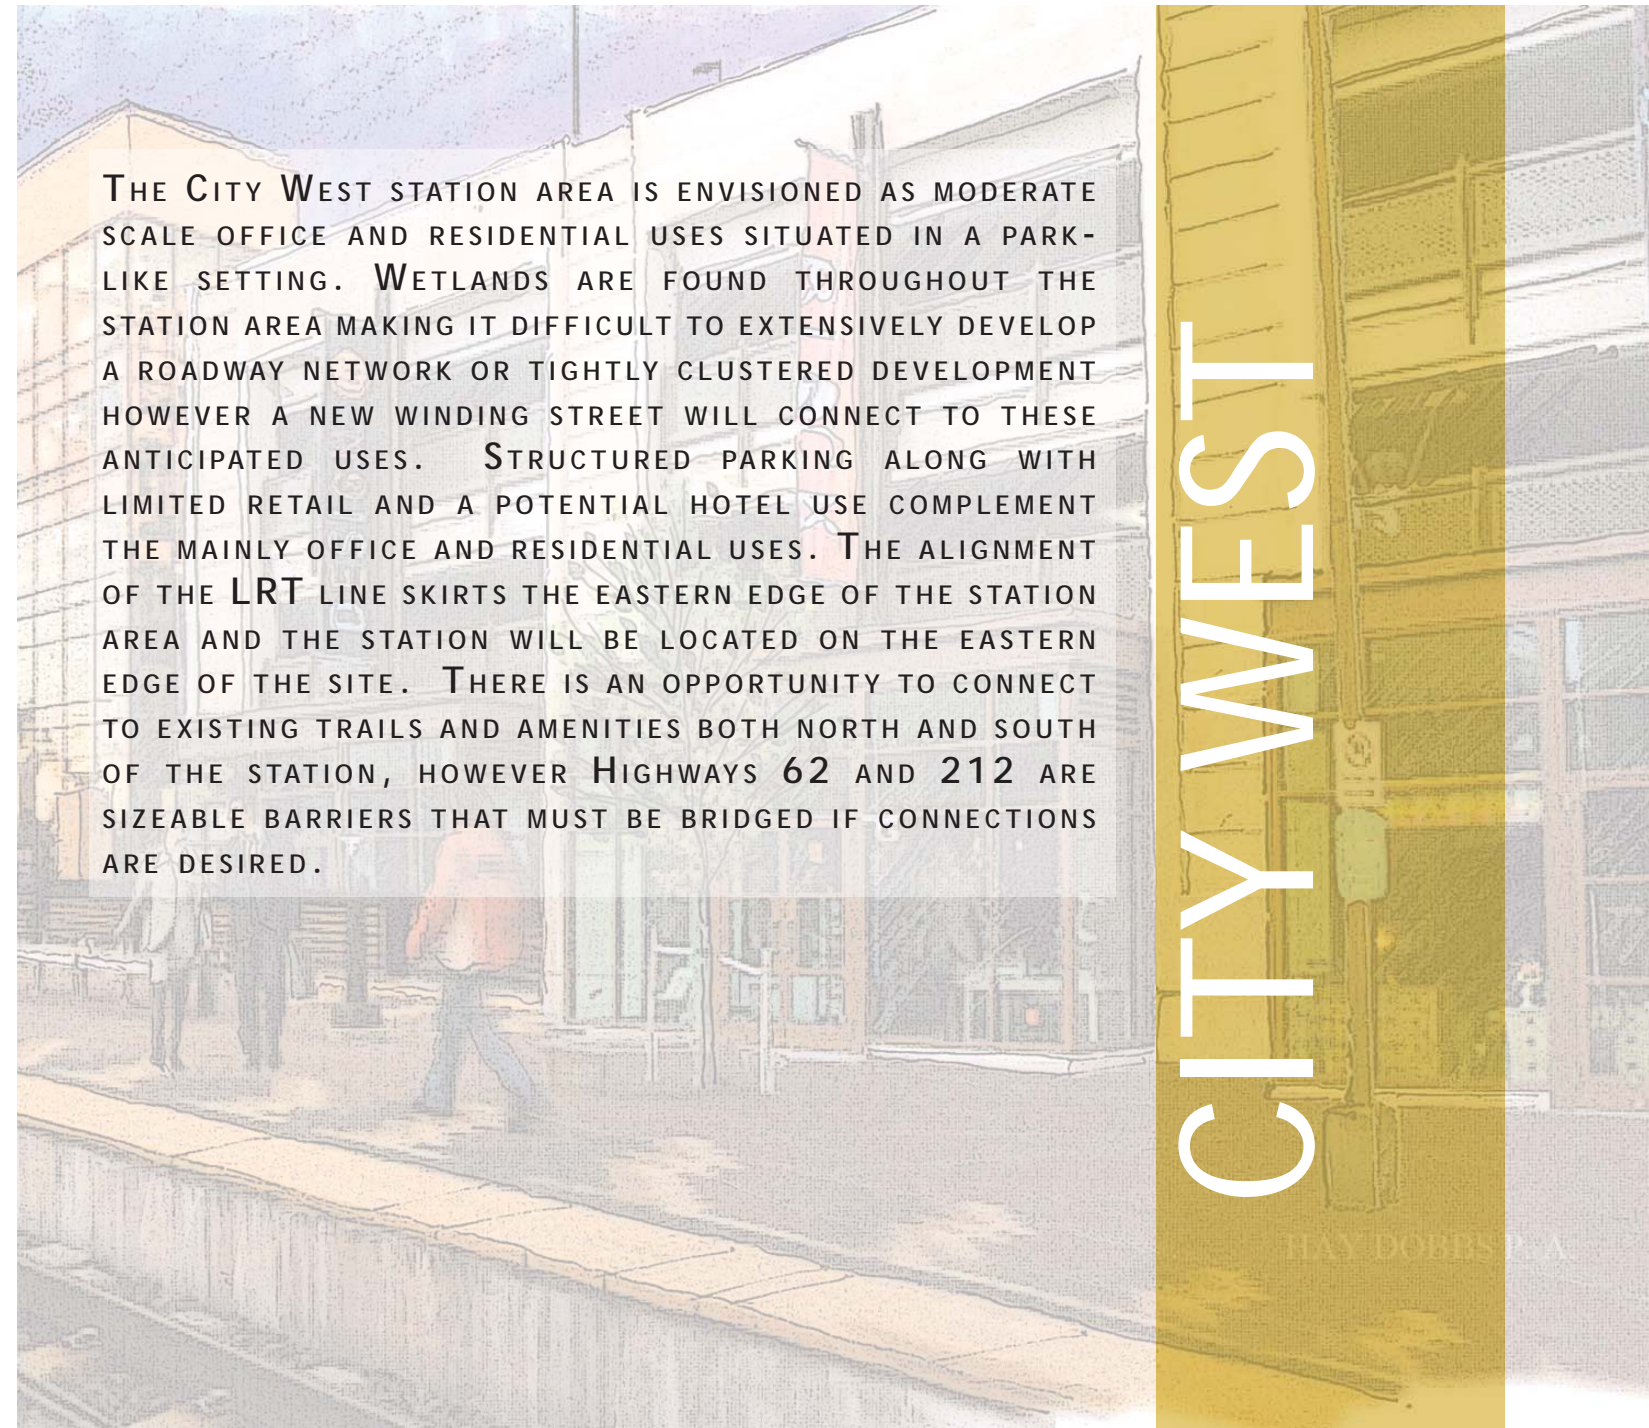 The City West station area is envisioned as moderate
scale office and residential uses situated in a park-
like setting. Wetlands are found throughout the
station area making it difficult to extensively develop
a roadway network or tightly clustered development
however a new winding street will connect to these
anticipated uses. Structured parking along with
limited retail and a potential hotel use complement
the mainly office and residential uses. The alignment
of the LRT line skirts the eastern edge of the station
area and the station will be located on the eastern
edge of the site. There is an opportunity to connect
to existing trails and amenities both north and south
of the station, however Highways 62 and 212 are
sizeable barriers that must be bridged if connections
are desired.
CITY WEST
HAY DOBBS P. A.